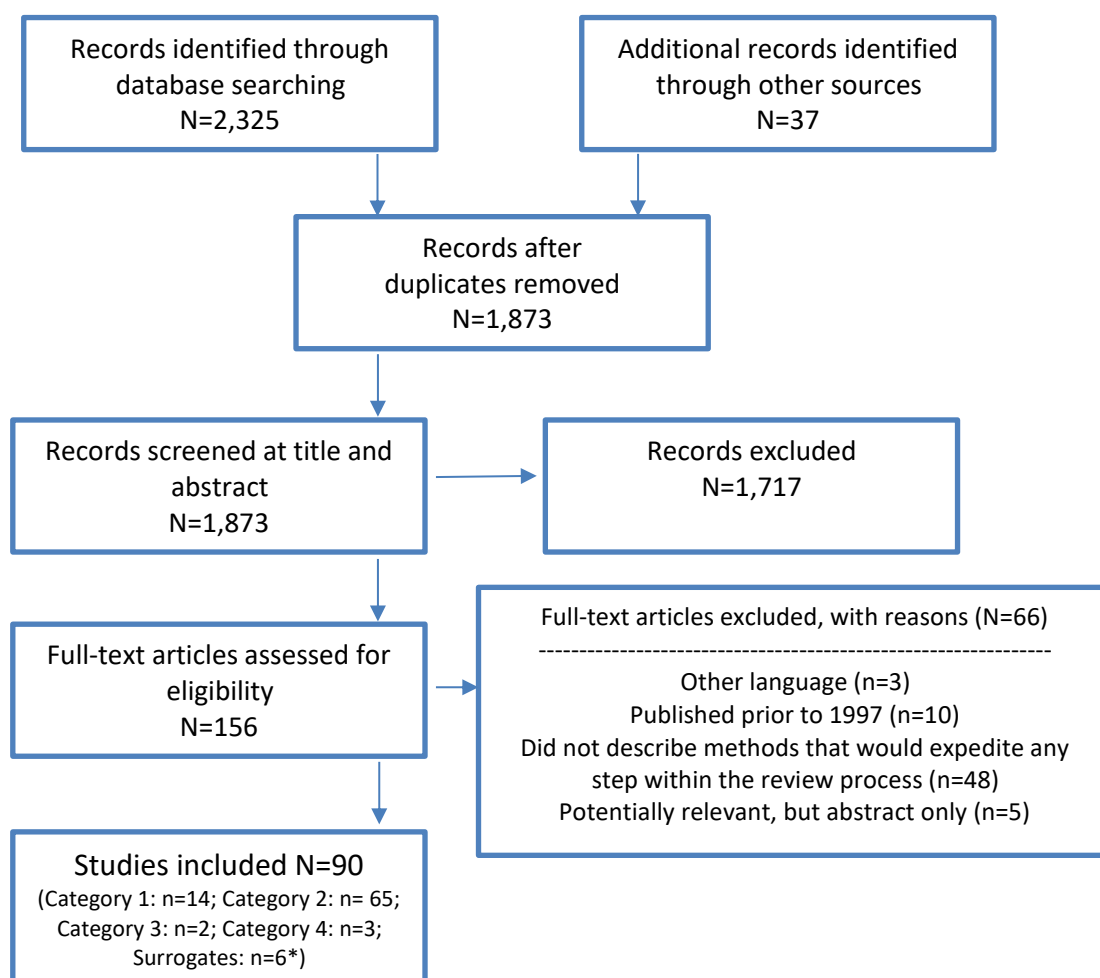 Records identified through
database searching
N=2,325
Additional records identified
through other sources
N=37
Records after
duplicates removed
N=1,873
Records screened at title and
abstract
N=1,873
Records excluded
N=1,717
Full-text articles assessed for
eligibility
N=156
Full-text articles excluded, with reasons (N=66)
---------------------------------------------------------------
Other language (n=3)
Published prior to 1997 (n=10)
Did not describe methods that would expedite any
step within the review process (n=48)
Potentially relevant, but abstract only (n=5)
Studies included N=90
(Category 1: n=14; Category 2: n= 65;
Category 3: n=2; Category 4: n=3;
Surrogates: n=6*)